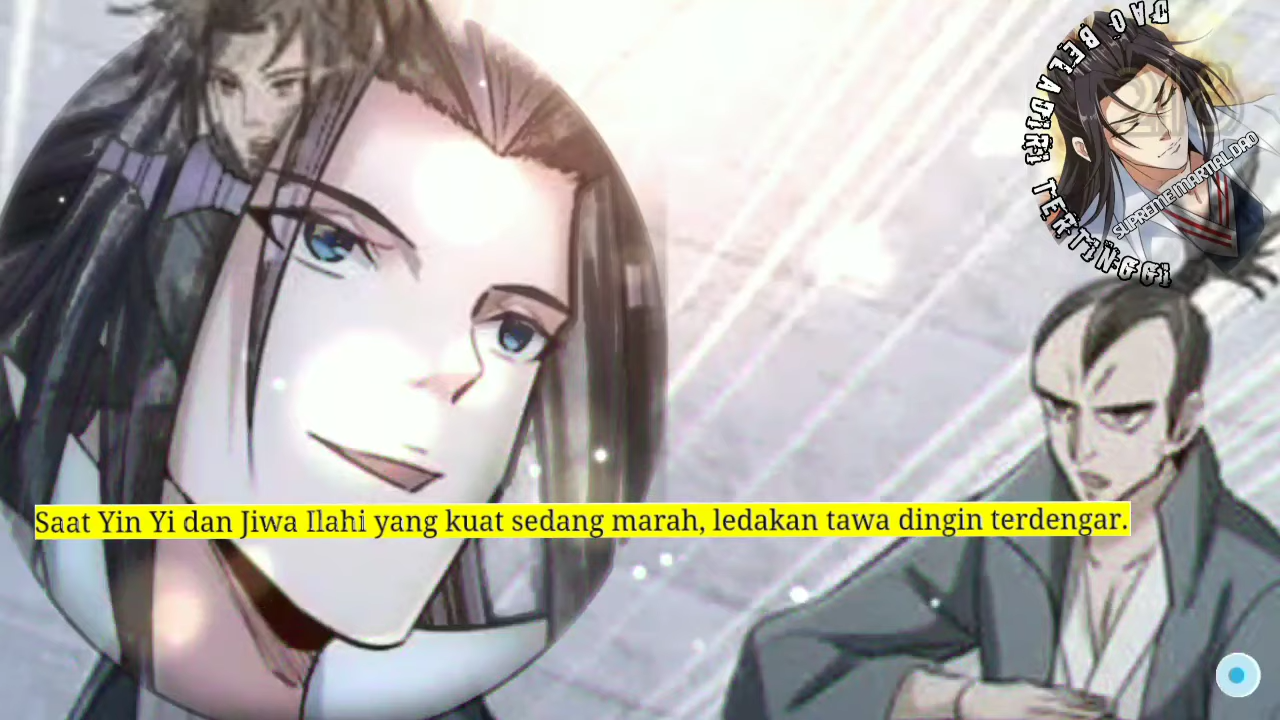 DAO BELADIRI TERTINGGI
SUPREME MARTIAL DAO
Saat Yin Yi dan Jiwa Ilahi yang kuat sedang marah, ledakan tawa dingin terdengar.